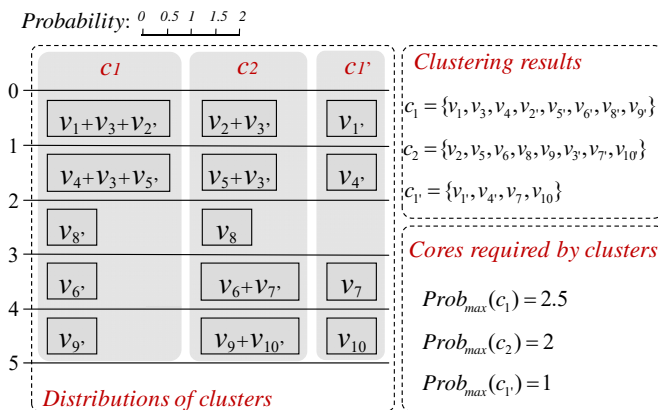 Probability: 0 0.5 1 1.5 2
c1 c2 c1’
0
v1+v3+v2’ v2+v3’ v1’
1
v4+v3+v5’ v5+v3’ v4’
2
v8’ v8
3
v6’ v6+v7’ v7
4
v9’ v9+v10’ v10
5
Distributions of clusters
Clustering results
c1 = {v1, v3, v4, v2', v5', v6', v8', v9'}
c2 = {v2, v5, v6, v8, v9, v3', v7', v10'}
c1' = {v1', v4', v7, v10}
Cores required by clusters
Probmax(c1) = 2.5
Probmax(c2) = 2
Probmax(c1') = 1